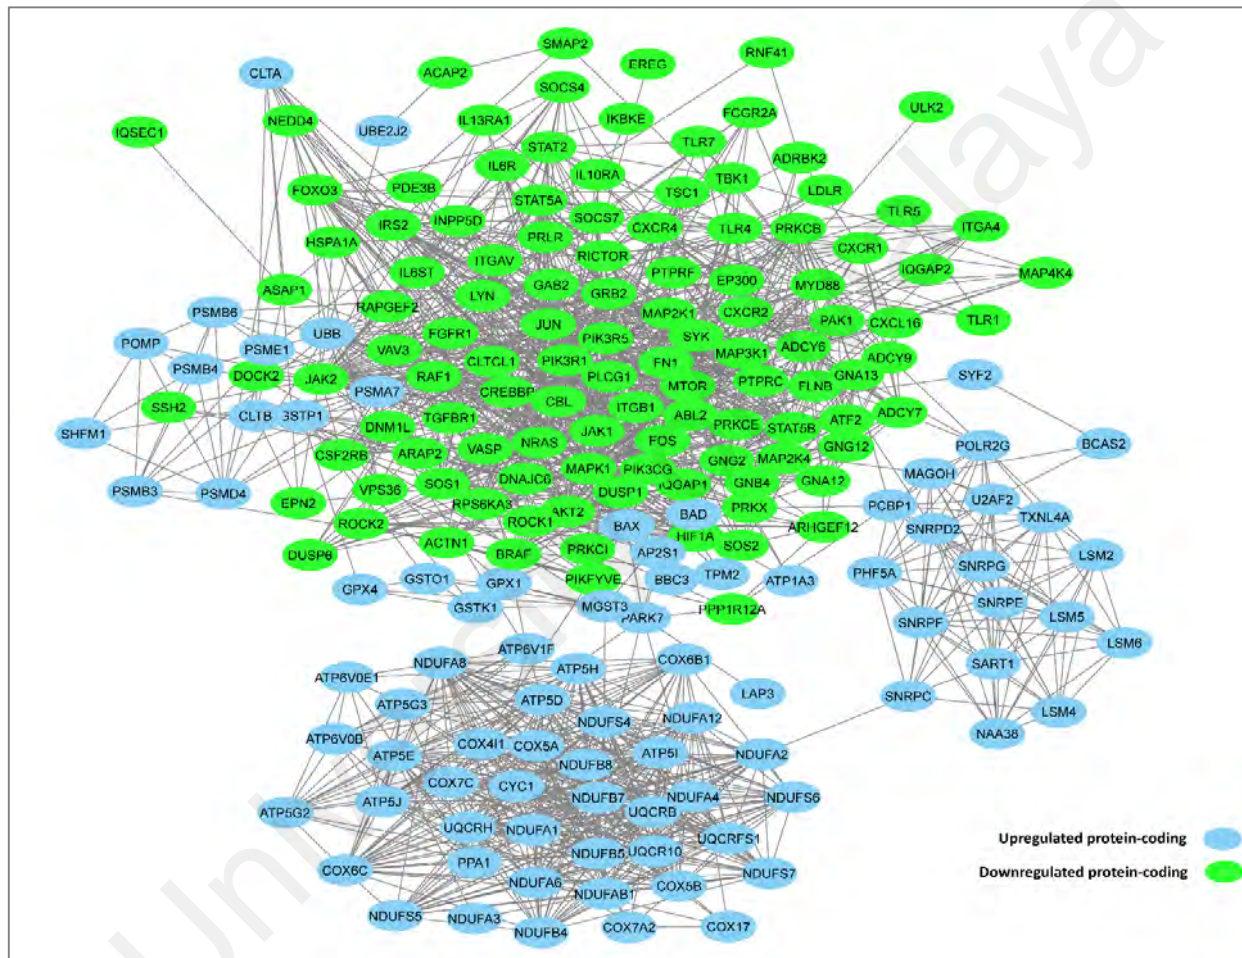 SMAP2
RNF41
EREG
CLTA
ACAP2
SOCS4
ULK2
FCGR2A
NEDD4
IL13RA1
IKBKE
IQSEC1
UBE2J2
TLR7
STAT2
ADRBK2
IL6R
IL10RA
TBK1
FOXO3
PDE3B
TSC1
LDLR
STAT5A
TLR5
INPP5D
SOCS7
IRS2
CXCR4
TLR4
PRKCB
ITGA4
PRLR
HSPA1A
CXCR1
RICTOR
ITGAV
IL6ST
PTPRF
EP300
IQGAP2
MAP4K4
ASAP1
GAB2
GRB2
MYD88
LYN
RAPGEF2
PSMB6
MAP2K1
CXCR2
PAK1
CXCL16
TLR1
JUN
UBB
FGFR1
PIK3R5
SYK
POMP
PSME1
ADCY6
VAV3
CLTCL1
PIK3R1
FN1
MAP3K1
ADCY9
PSMB4
DOCK2
JAK2
RAF1
PLCG1
GNA13
SYF2
PSMA7
CREBBP
MTOR
PTPRC
FLNB
CBL
SSH2
CLTB
GSTP1
TGFBR1
ITGB1
ABL2
ADCY7
SHFM1
DNM1L
NRAS
JAK1
PRKCE
STAT5B
ATF2
FOS
BCAS2
POLR2G
CSF2RB
ARAP2
VASP
GNG12
GNG2
MAP2K4
MAPK1
PIK3CG
MAGOH
PSMB3
PSMD4
VPS36
SOS1
DNAJC6
DUSP1
IQGAP1
GNB4
GNA12
EPN2
RPS6KA3
PRKX
PCBP1
U2AF2
TXNL4A
AKT2
BAD
ROCK2
ROCK1
BAX
ARHGEF12
SNRPD2
ACTN1
HIF1A
SOS2
DUSP6
BRAF
PRKCI
AP2S1
LSM2
SNRPG
PHF5A
GPX4
GSTO1
GPX1
PIKFYVE
BBC3
TPM2
ATP1A3
GSTK1
MGST3
PARK7
PPP1R12A
SNRPE
SNRPF
LSM5
LSM6
ATP6V1F
NDUFA8
ATP5H
COX6B1
SART1
ATP6V0E1
LAP3
SNRPC
ATP5G3
ATP5D
NDUFS4
NDUFA12
LSM4
NAA38
ATP6V0B
COX4I1
COX5A
ATP5I
NDUFA2
ATP5E
NDUFB8
COX7C
CYC1
NDUFB7
NDUFA4
NDUFS6
ATP5J
ATP5G2
UQCRB
UQCRH
NDUFA1
UQCRFS1
Upregulated protein-coding
PPA1
NDUFB5
UQCR10
COX6C
NDUFS7
Downregulated protein-coding
NDUFA6
NDUFAB1
COX5B
NDUFS5
NDUFA3
NDUFB4
COX7A2
COX17